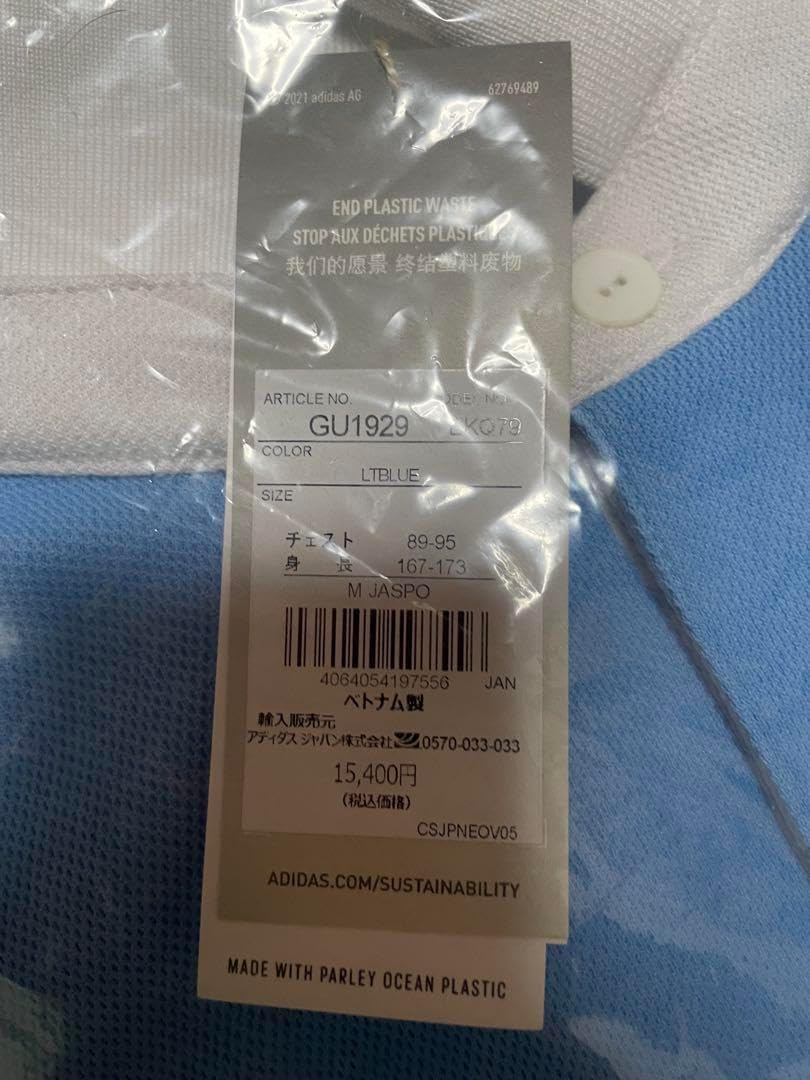 2021 adidas AG 62769489
END PLASTIC WASTE
STOP AUX DÉCHETS PLASTIQUES
我们的愿景 终结塑料废物
ARTICLE NO.
GU1929 EKQ79
COLOR
LTBLUE
SIZE
チェスト 89-95
身長 167-173
M JASPO
4064054197556 JAN
ベトナム製
輸入販売元
アディダス ジャパン株式会社 0570-033-033
15,400円
(税込価格)
CSJPNEOV05
ADIDAS.COM/SUSTAINABILITY
MADE WITH PARLEY OCEAN PLASTIC